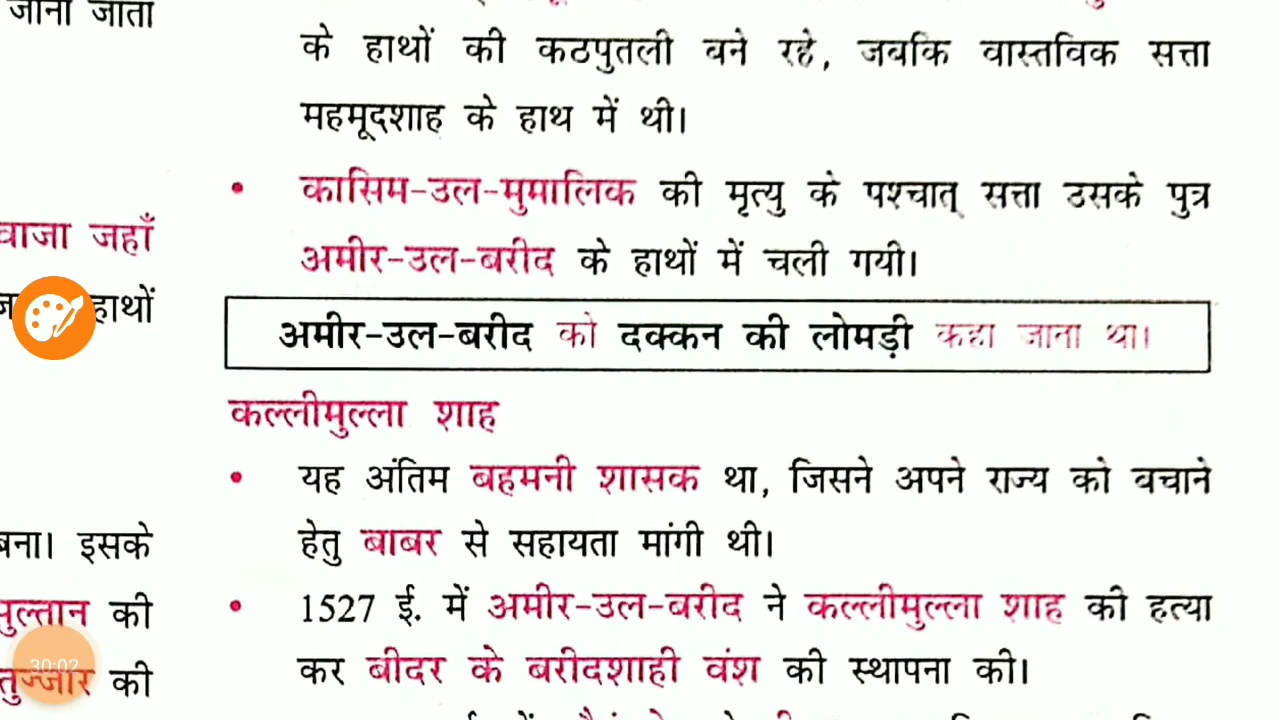 जाना जाता
वाजा जहाँ
हाथों
बना। इसके
सुल्तान की
तुज्जार की
के हाथों की कठपुतली बने रहे, जबकि वास्तविक सत्ता
महमूदशाह के हाथ में थी।
• कासिम-उल-मुमालिक की मृत्यु के पश्चात् सत्ता उसके पुत्र
अमीर-उल-बरीद के हाथों में चली गयी।
अमीर-उल-बरीद को दक्कन की लोमड़ी कहा जाता था।
कल्लीमुल्ला शाह
• यह अंतिम बहमनी शासक था, जिसने अपने राज्य को बचाने
हेतु बाबर से सहायता मांगी थी।
• 1527 ई. में अमीर-उल-बरीद ने कल्लीमुल्ला शाह की हत्या
कर बीदर के बरीदशाही वंश की स्थापना की।
30:02